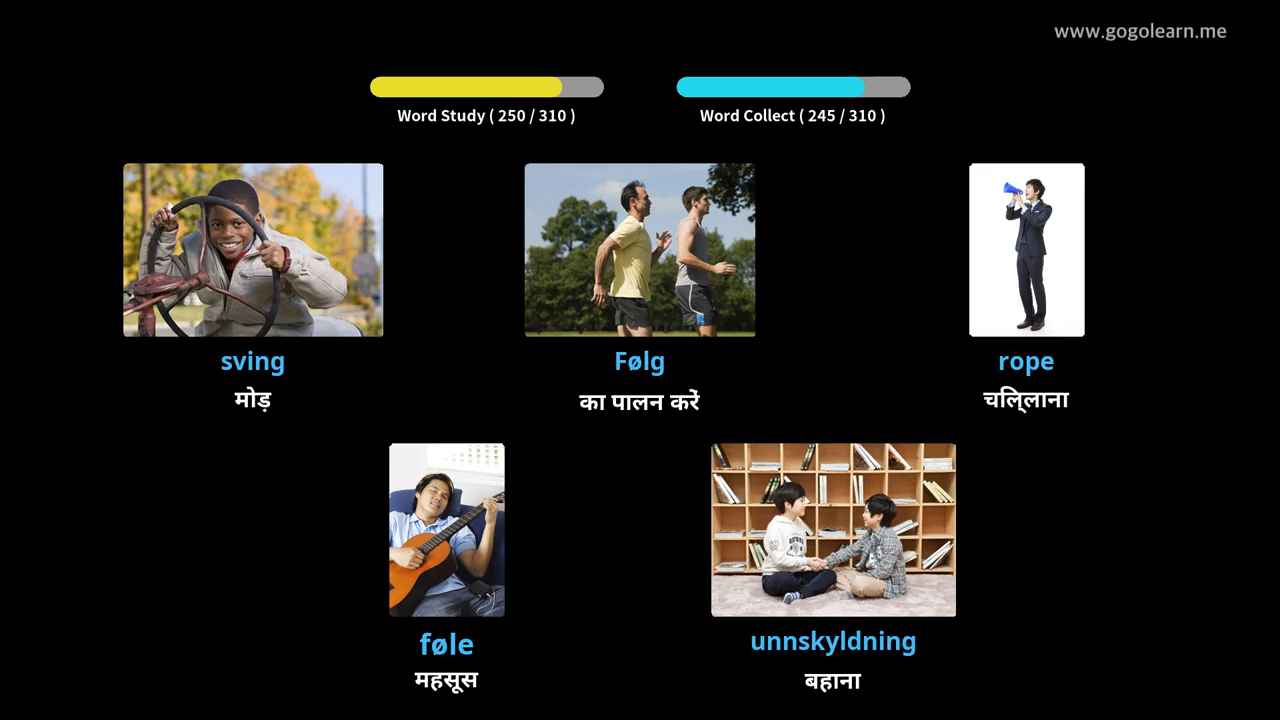 www.gogolearn.me
Word Study ( 250 / 310 )
Word Collect ( 245 / 310 )
sving
मोड़
Følg
का पालन करें
rope
चिल्लाना
føle
महसूस
unnskyldning
बहाना